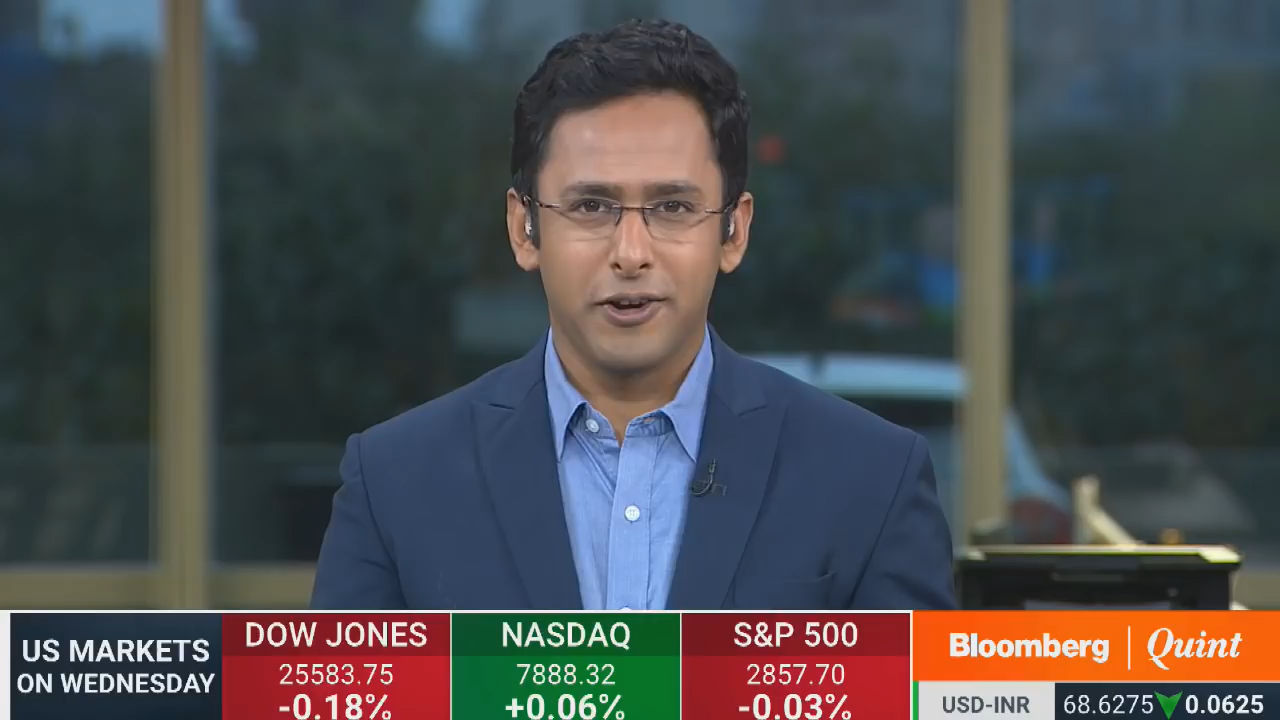 US MARKETS
ON WEDNESDAY
DOW JONES
25583.75
-0.18%
NASDAQ
7888.32
+0.06%
S&P 500
2857.70
-0.03%
Bloomberg | Quint
USD-INR 68.6275 0.0625